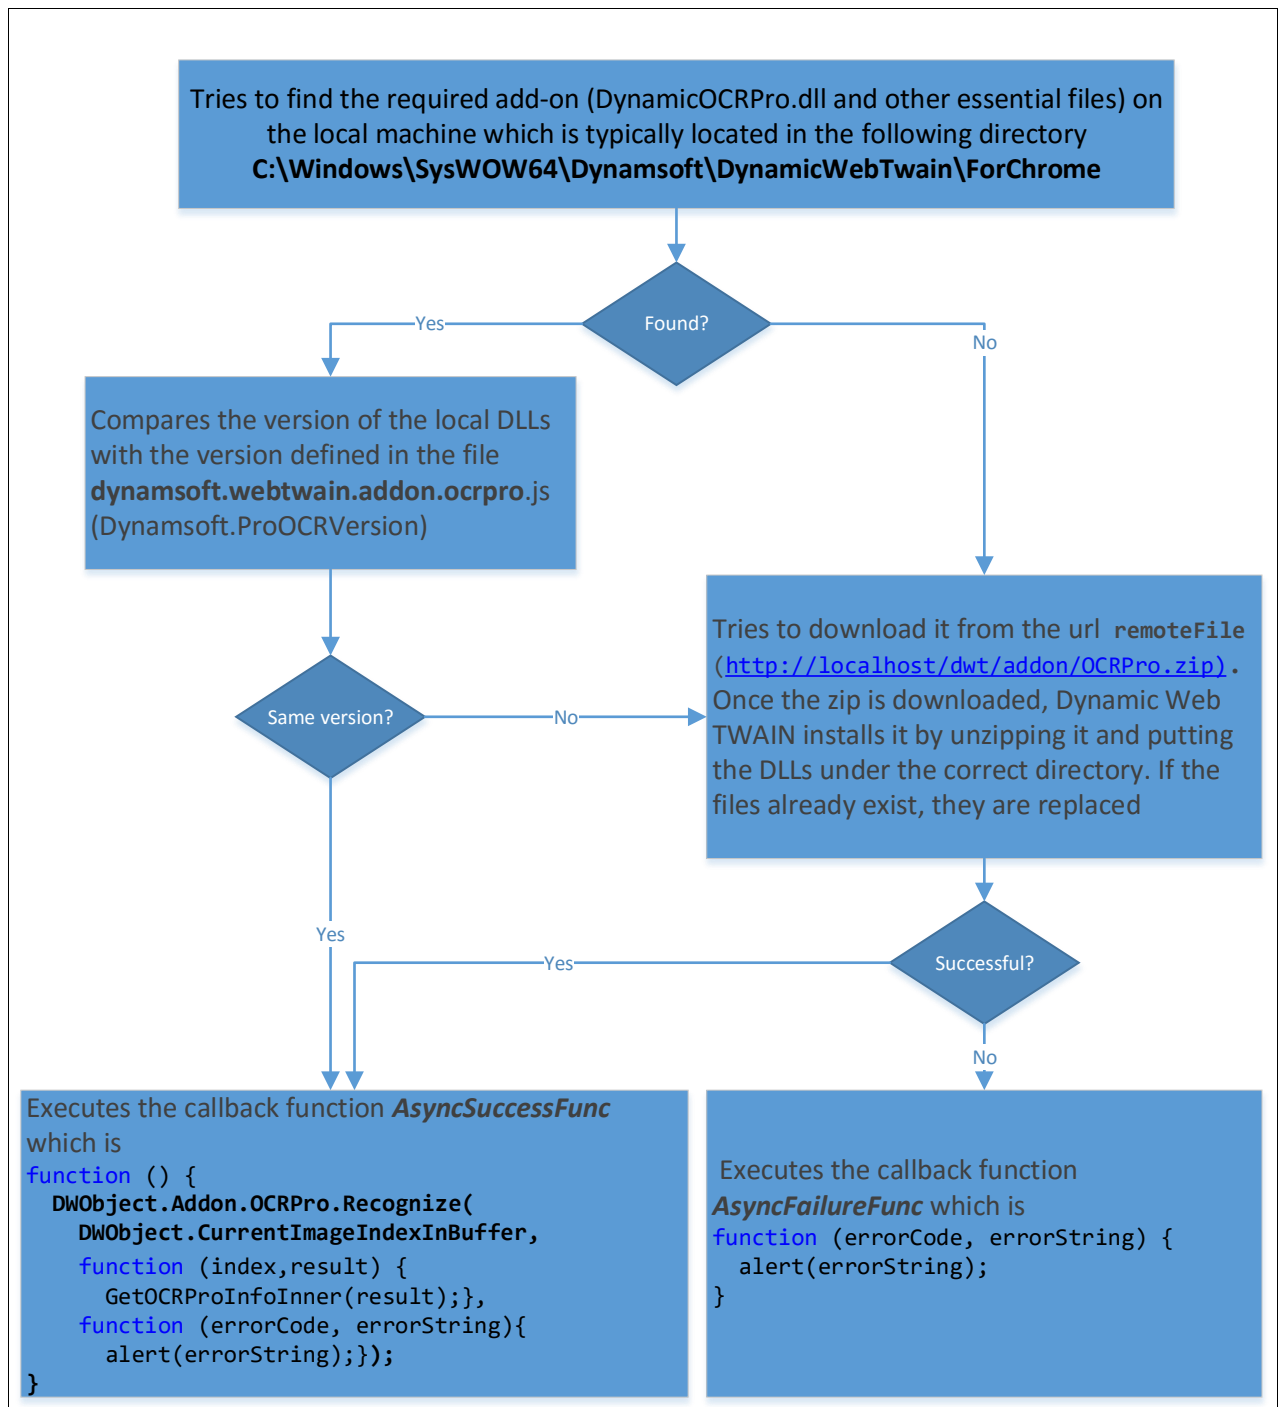 Tries to find the required add-on (DynamicOCRPro.dll and other essential files) on
the local machine which is typically located in the following directory
C:\Windows\SysWOW64\Dynamsoft\DynamicWebTwain\ForChrome
Found?
Yes
No
Compares the version of the local DLLs
with the version defined in the file
dynamsoft.webtwain.addon.ocrpro.js
(Dynamsoft.ProOCRVersion)
Tries to download it from the url remoteFile
(http://localhost/dwt/addon/OCRPro.zip).
Once the zip is downloaded, Dynamic Web
TWAIN installs it by unzipping it and putting
the DLLs under the correct directory. If the
files already exist, they are replaced
Same version?
No
Yes
Successful?
Yes
No
Executes the callback function AsyncSuccessFunc
which is
function () {
  DWObject.Addon.OCRPro.Recognize(
    DWObject.CurrentImageIndexInBuffer,
    function (index,result) {
      GetOCRProInfoInner(result);},
    function (errorCode, errorString){
      alert(errorString);});
}
Executes the callback function
AsyncFailureFunc which is
function (errorCode, errorString) {
  alert(errorString);
}